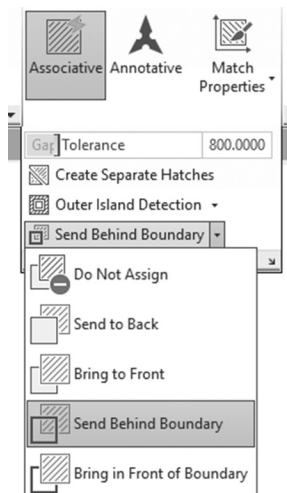 Associative Annotative Match
Properties
Gap Tolerance 800.0000
Create Separate Hatches
Outer Island Detection
Send Behind Boundary
Do Not Assign
Send to Back
Bring to Front
Send Behind Boundary
Bring in Front of Boundary